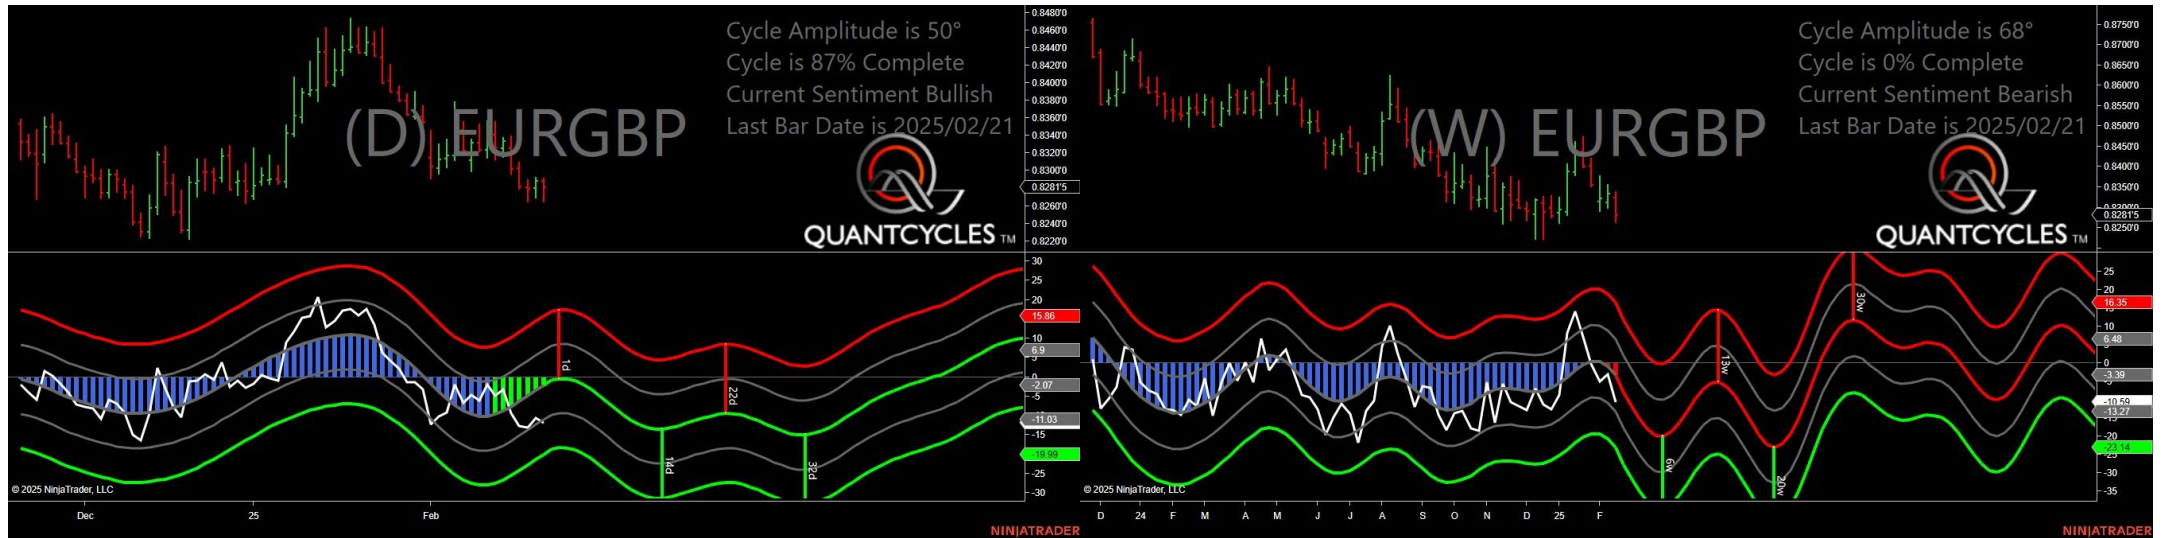 Cycle Amplitude is 50°
Cycle is 87% Complete
Current Sentiment Bullish
Last Bar Date is 2025/02/21
(D) EURGBP
QUANTCYCLES TM
0.8480'0
0.8460'0
0.8440'0
0.8420'0
0.8400'0
0.8380'0
0.8360'0
0.8340'0
0.8320'0
0.8300'0
0.8281'5
0.8260'0
0.8240'0
0.8220'0
30
25
20
15.86
10
6.9
0
-2.07
-5
-11.03
-15
-19.99
-25
-30
1d
14d
22d
32d
© 2025 NinjaTrader, LLC
Dec 25 Feb
NINJATRADER
Cycle Amplitude is 68°
Cycle is 0% Complete
Current Sentiment Bearish
Last Bar Date is 2025/02/21
(W) EURGBP
QUANTCYCLES TM
0.8750'0
0.8700'0
0.8650'0
0.8600'0
0.8550'0
0.8500'0
0.8450'0
0.8400'0
0.8350'0
0.8300'0
0.8281'5
0.8250'0
25
20
16.35
10
6.48
0
-3.39
-10.59
-13.27
-20
-23.14
-30
-35
6w
13w
20w
30w
© 2025 NinjaTrader, LLC
D 24 F M A M J J A S O N D 25 F
NINJATRADER